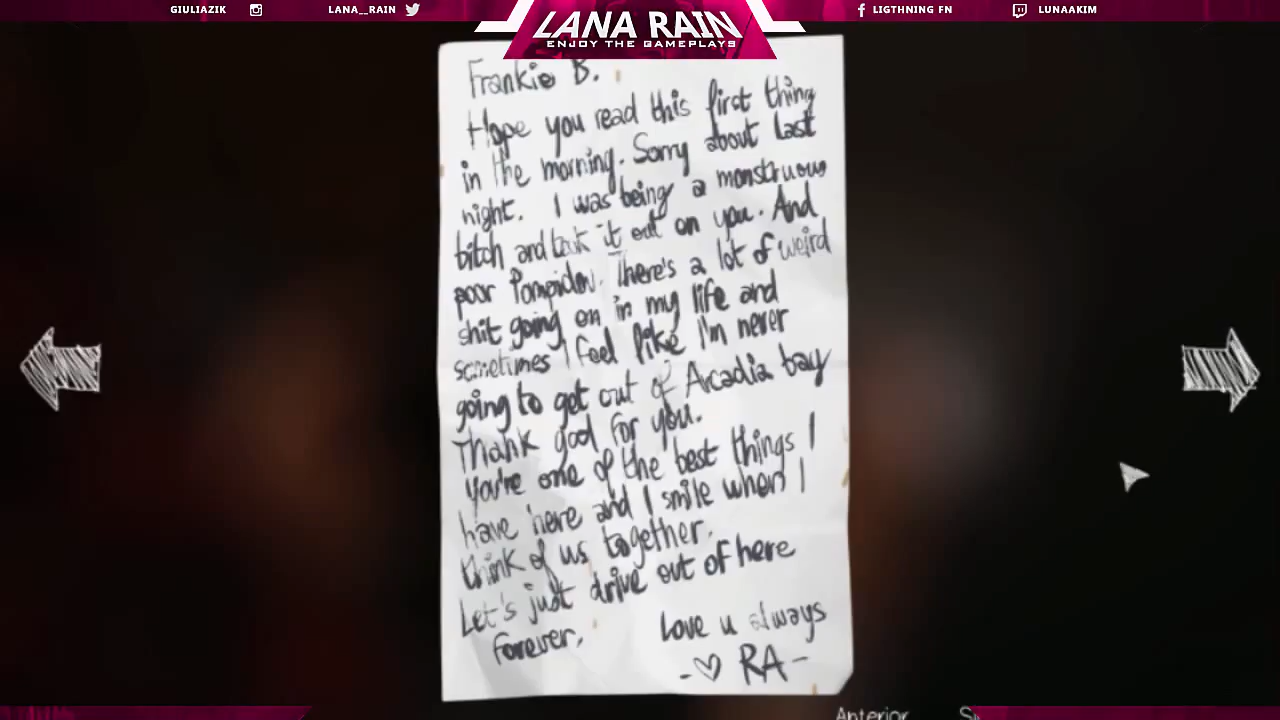 GIULIAZIK LANA__RAIN LANA RAIN LIGTHNING FN LUNAAKIM
ENJOY THE GAMEPLAYS
Frankie B.
Hope you read this first thing
in the morning. Sorry about last
night. I was being a monstruous
bitch and took it out on you. And
poor Pompidou. There's a lot of weird
shit going on in my life and
sometimes I feel like I'm never
going to get out of Arcadia bay
Thank god for you.
You're one of the best things I
have here and I smile when I
think of us together.
Let's just drive out of here
forever.
Love u always
-♡ RA-
Anterior